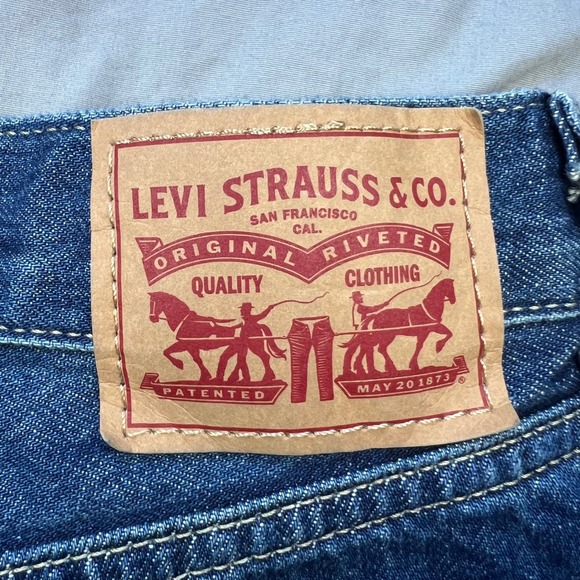 LEVI STRAUSS & CO.
SAN FRANCISCO
CAL.
ORIGINAL RIVETED
QUALITY CLOTHING
PATENTED MAY 20 1873 ®